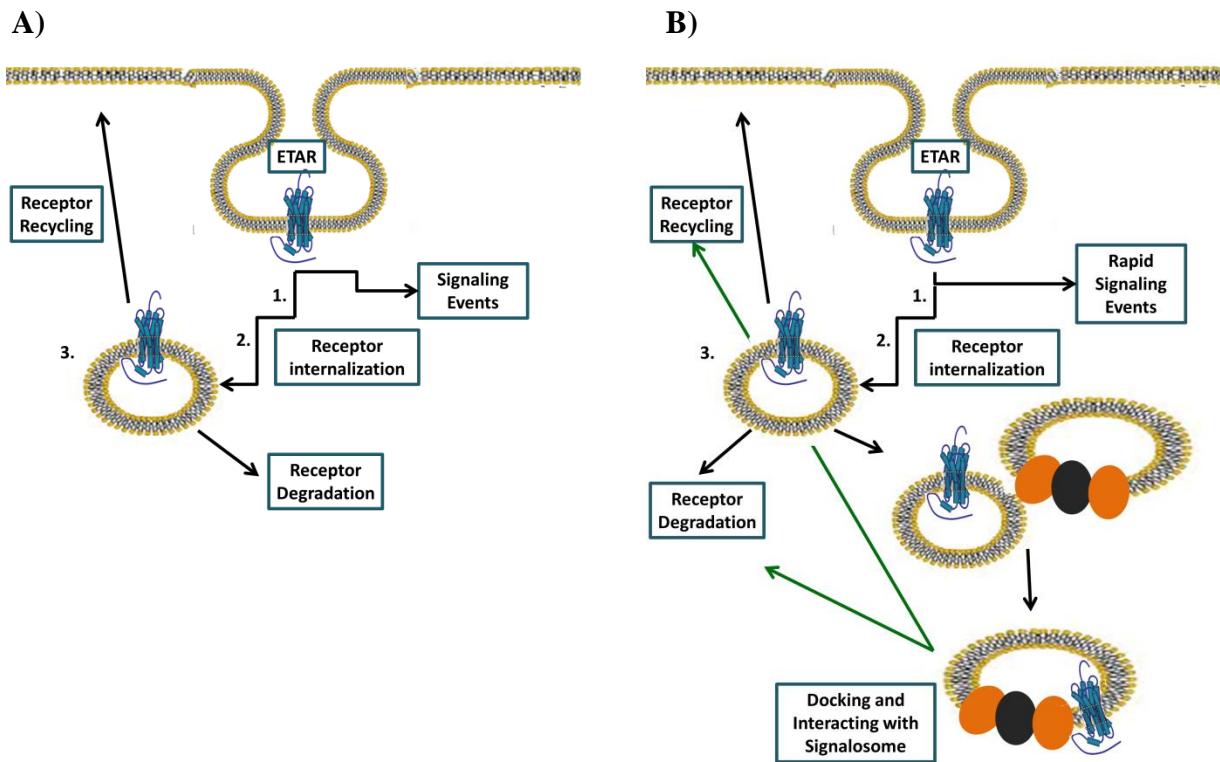 A)
ETAR
Receptor
Recycling
1.
Signaling
Events
2.
Receptor
internalization
3.
Receptor
Degradation
B)
ETAR
Receptor
Recycling
1.
Rapid
Signaling
Events
2.
Receptor
internalization
3.
Receptor
Degradation
Docking and
Interacting with
Signalosome